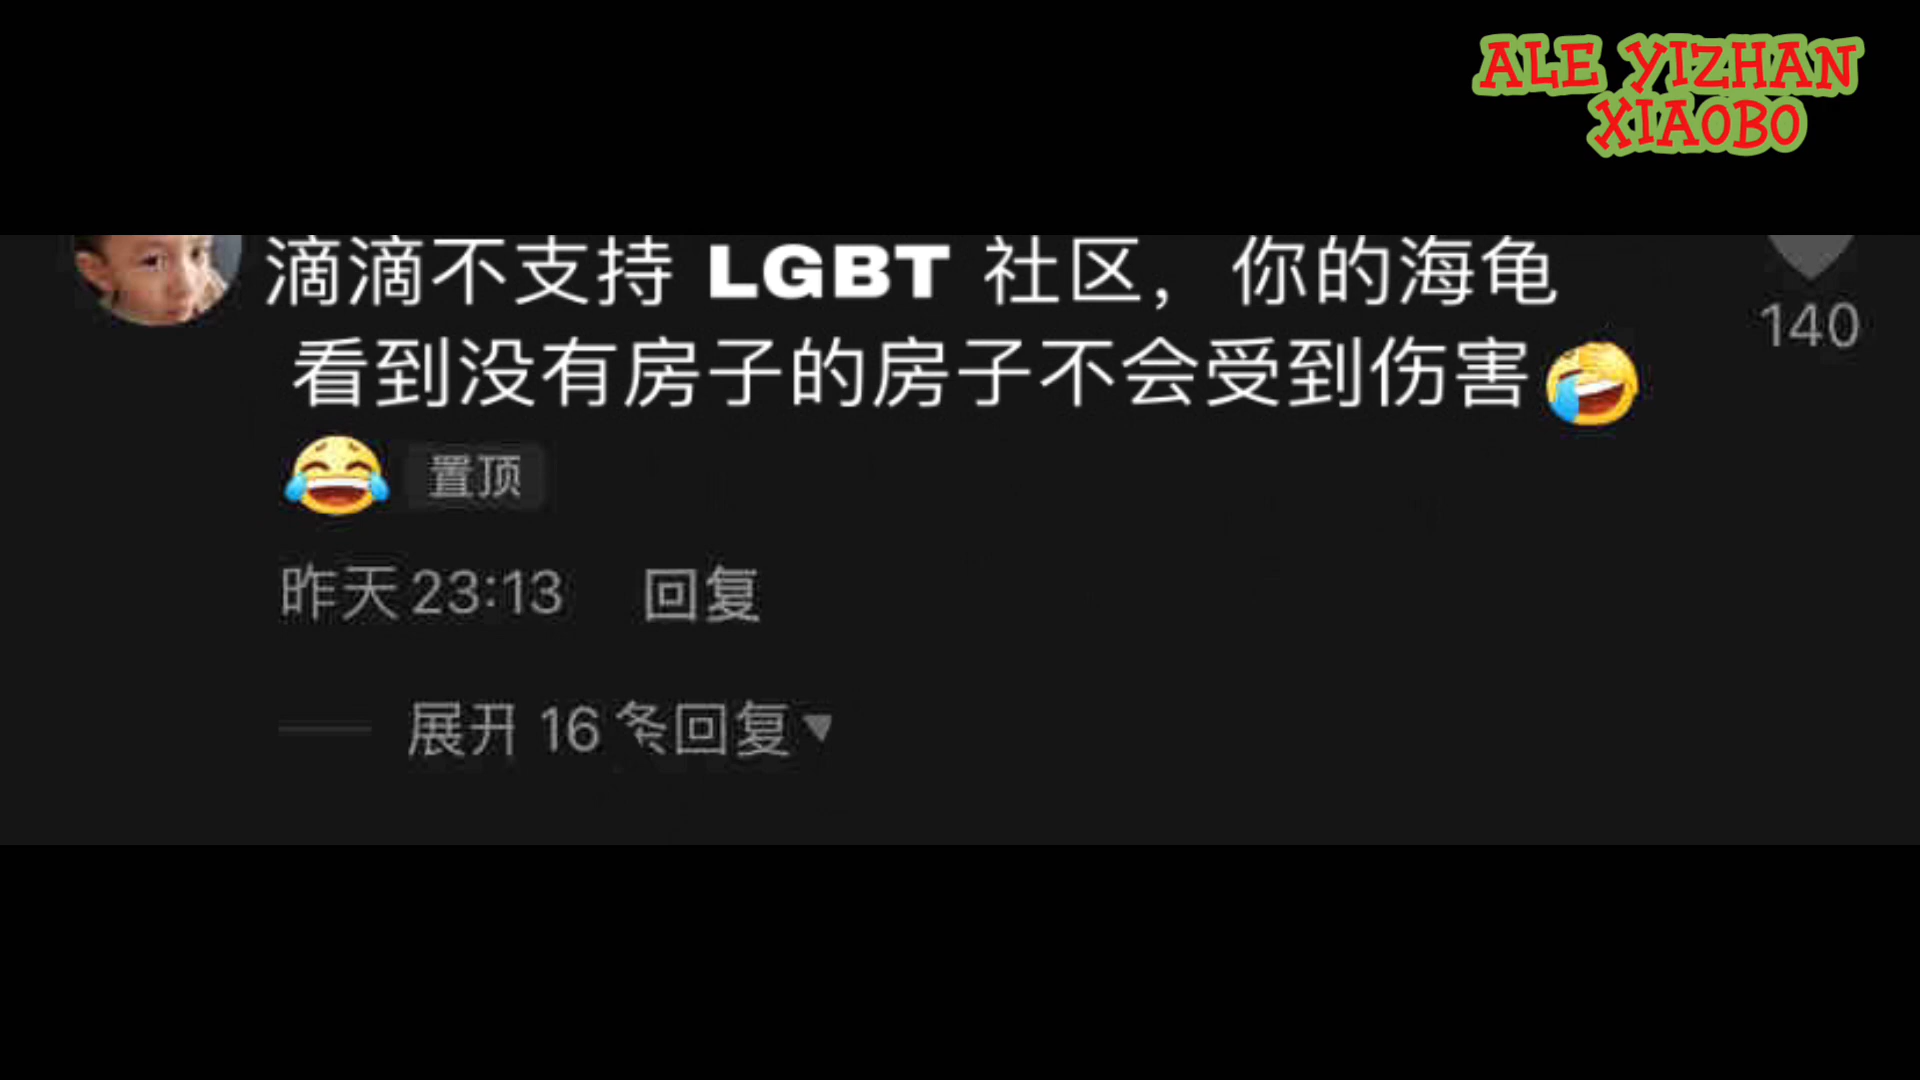 ALE YIZHAN
XIAOBO
滴滴不支持 LGBT 社区，你的海龟
140
看到没有房子的房子不会受到伤害🤣
😂 置顶
昨天23:13 回复
展开 16 条回复